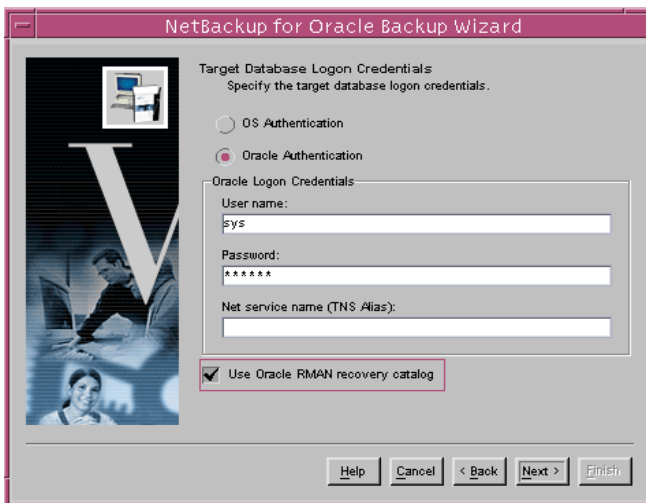 NetBackup for Oracle Backup Wizard
Target Database Logon Credentials
Specify the target database logon credentials.
OS Authentication
Oracle Authentication
Oracle Logon Credentials
User name:
sys
Password:
******
Net service name (TNS Alias):
Use Oracle RMAN recovery catalog
Help
Cancel
< Back
Next >
Finish